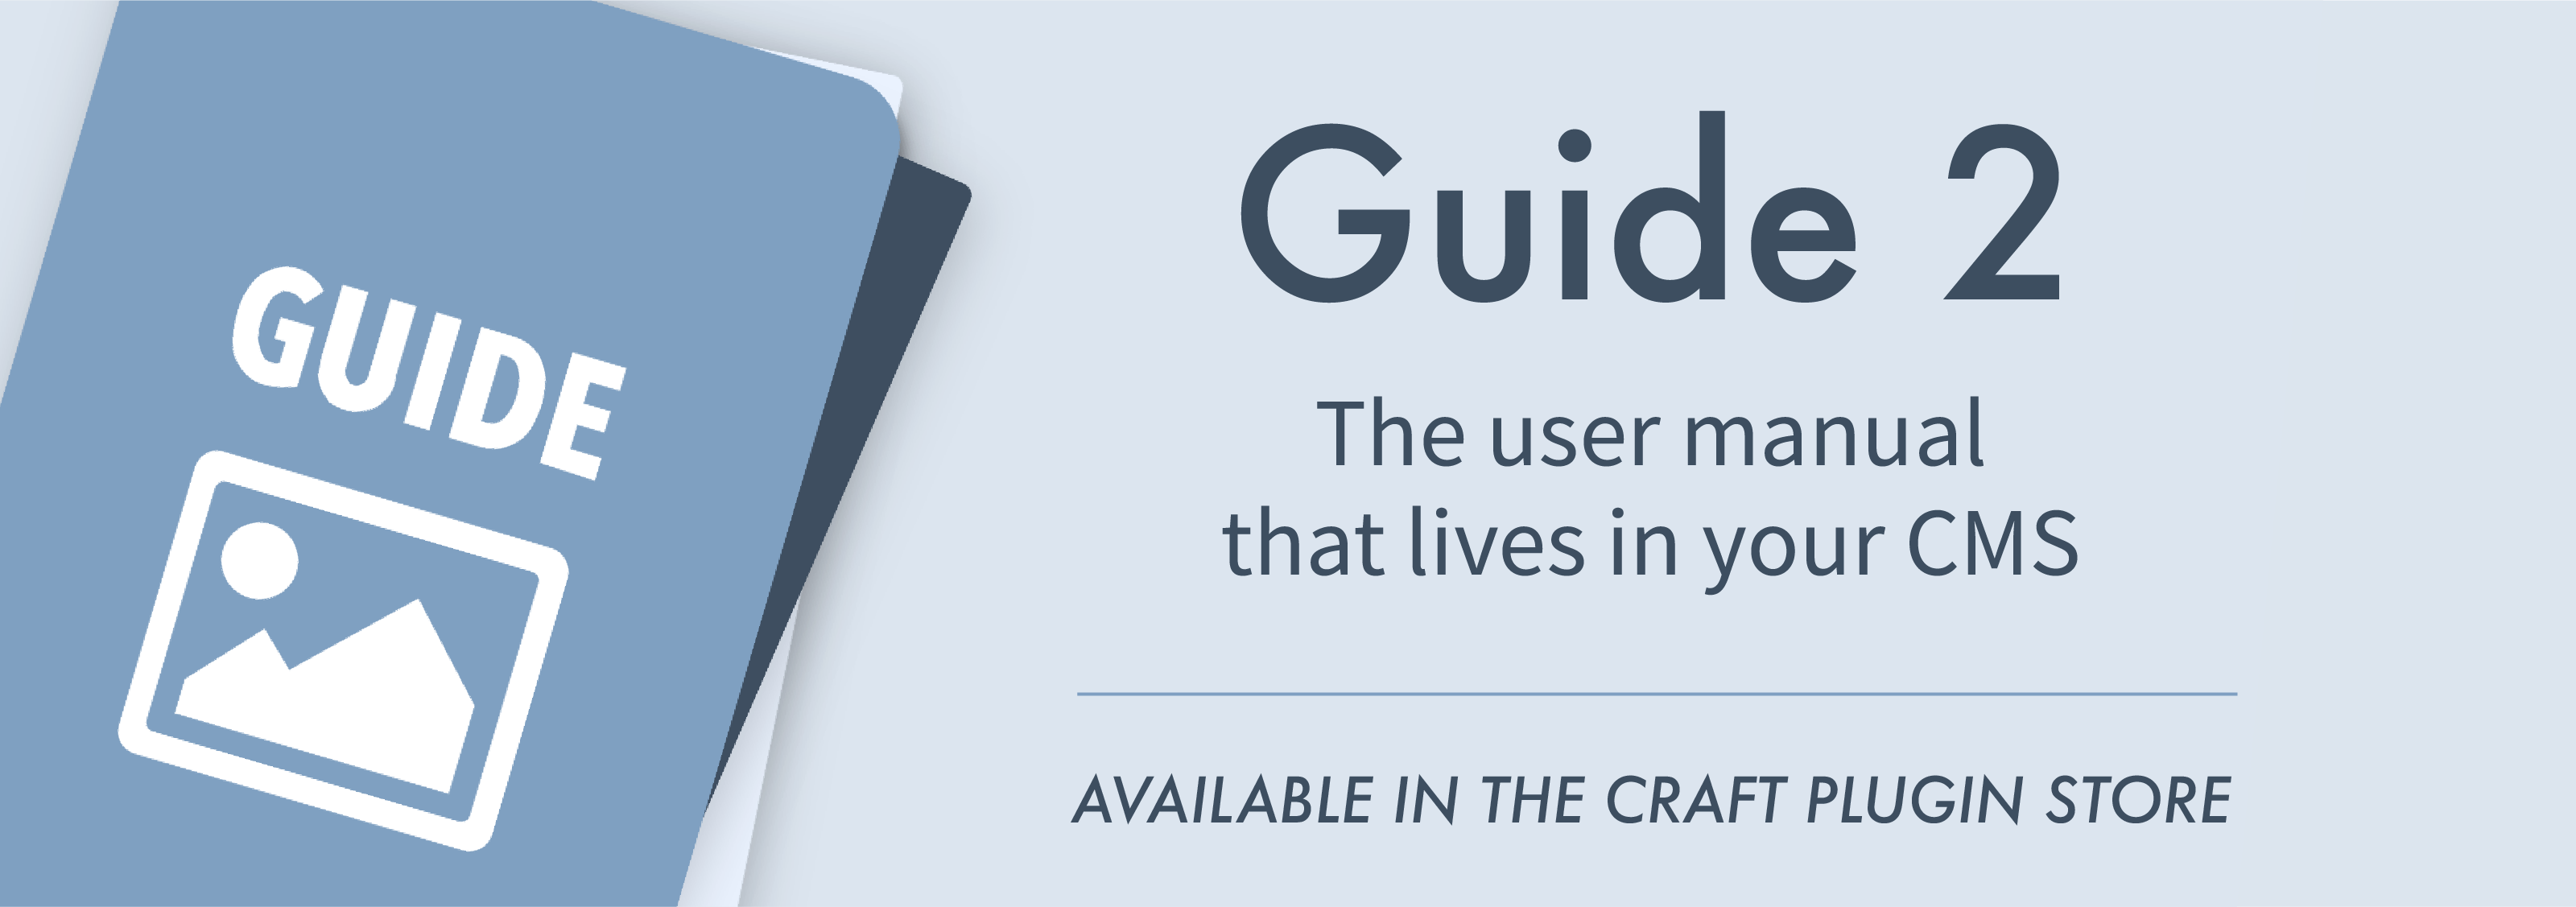 GUIDE
Guide 2
The user manual
that lives in your CMS
AVAILABLE IN THE CRAFT PLUGIN STORE